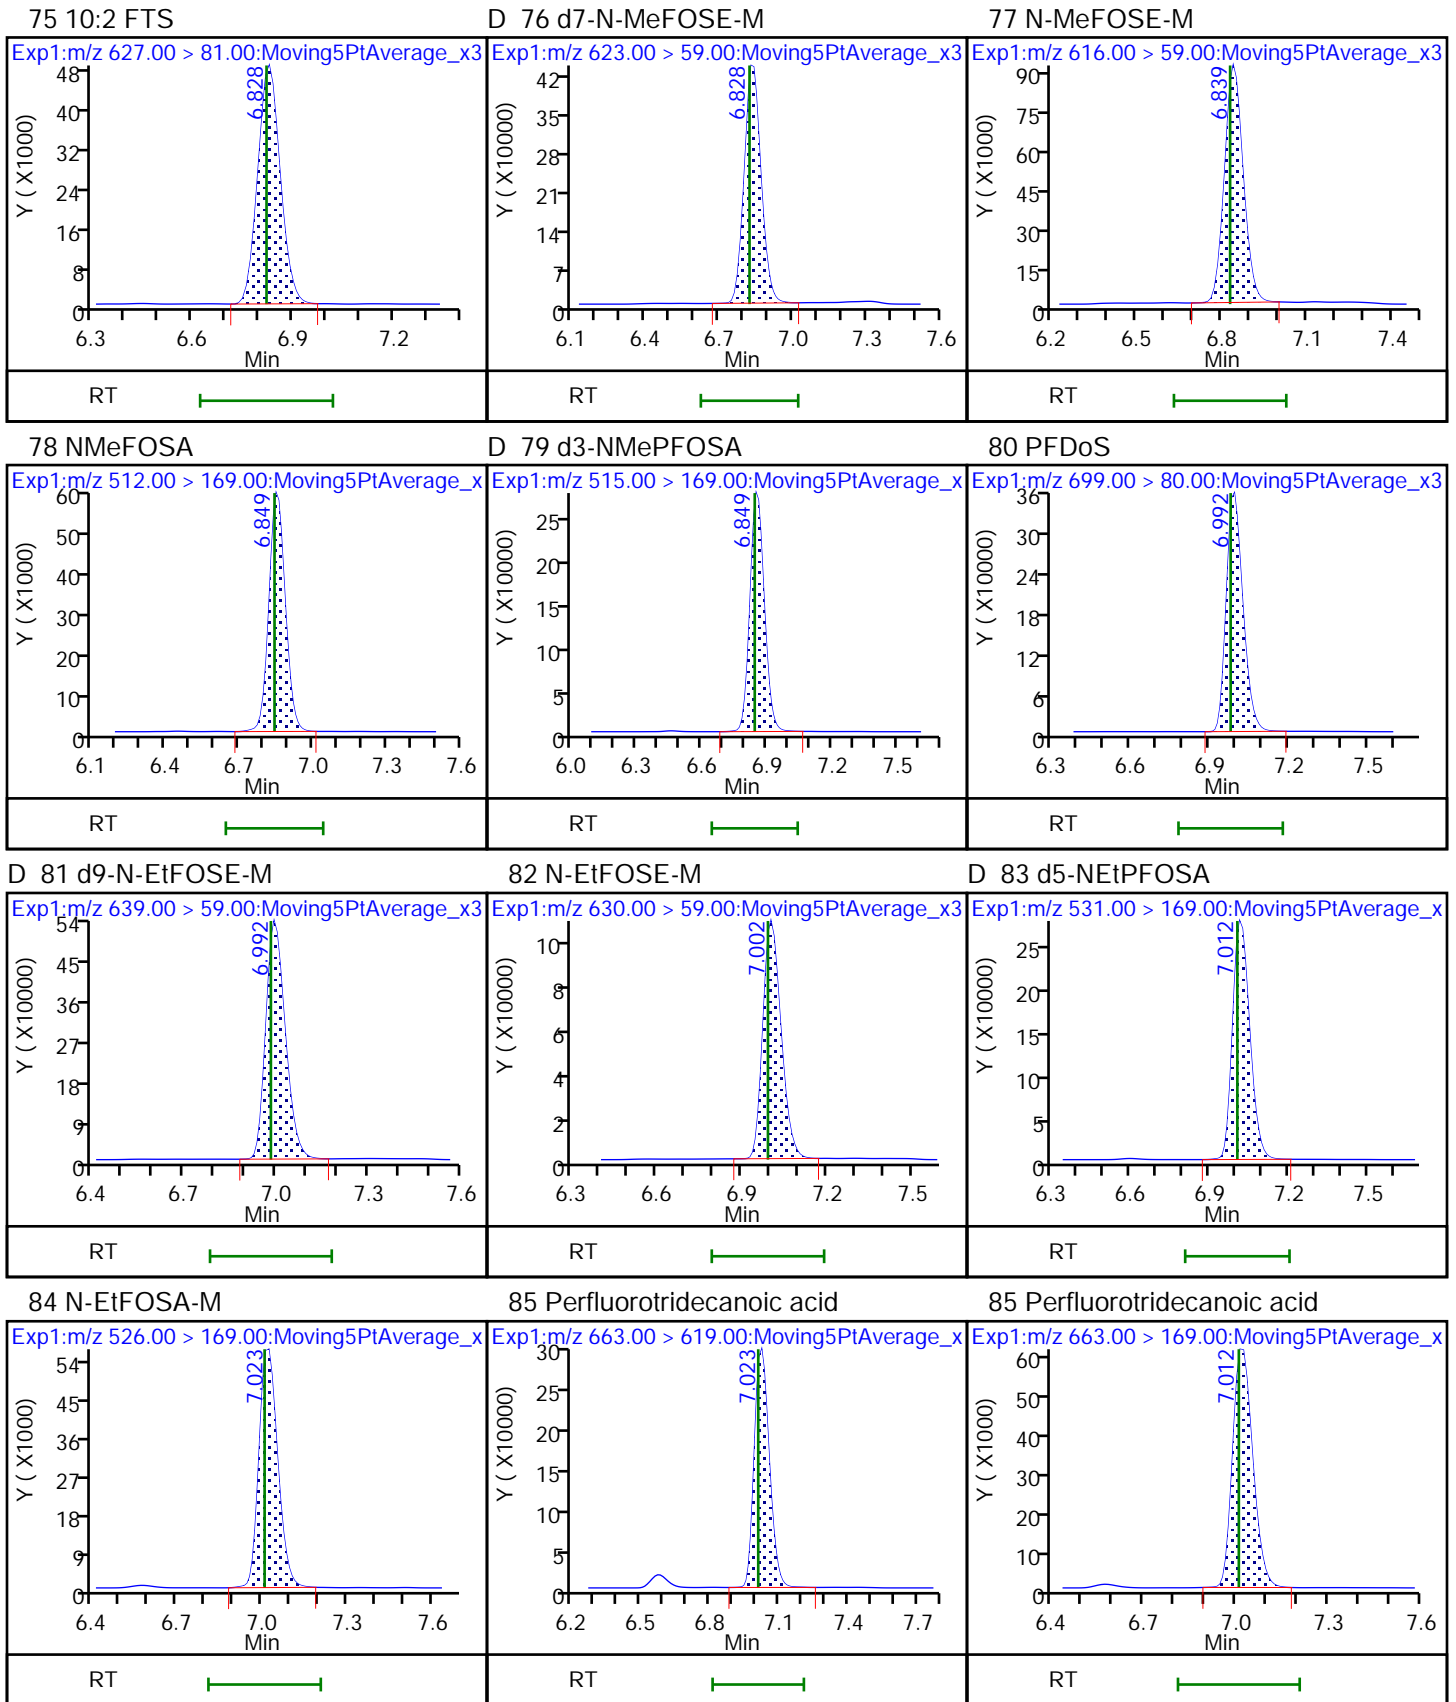 75 10:2 FTS
Exp1:m/z 627.00 > 81.00:Moving5PtAverage_x3
6.828
Y ( X1000)
48
40
32
24
16
8
0
6.3 6.6 6.9 7.2
Min
RT
D 76 d7-N-MeFOSE-M
Exp1:m/z 623.00 > 59.00:Moving5PtAverage_x3
6.828
Y ( X10000)
42
35
28
21
14
7
0
6.1 6.4 6.7 7.0 7.3 7.6
Min
RT
77 N-MeFOSE-M
Exp1:m/z 616.00 > 59.00:Moving5PtAverage_x3
6.839
Y ( X1000)
90
75
60
45
30
15
0
6.2 6.5 6.8 7.1 7.4
Min
RT
78 NMeFOSA
Exp1:m/z 512.00 > 169.00:Moving5PtAverage_x
6.849
Y ( X1000)
60
50
40
30
20
10
0
6.1 6.4 6.7 7.0 7.3 7.6
Min
RT
D 79 d3-NMePFOSA
Exp1:m/z 515.00 > 169.00:Moving5PtAverage_x
6.849
Y ( X10000)
25
20
15
10
5
0
6.0 6.3 6.6 6.9 7.2 7.5
Min
RT
80 PFDoS
Exp1:m/z 699.00 > 80.00:Moving5PtAverage_x3
6.992
Y ( X10000)
36
30
24
18
12
6
0
6.3 6.6 6.9 7.2 7.5
Min
RT
D 81 d9-N-EtFOSE-M
Exp1:m/z 639.00 > 59.00:Moving5PtAverage_x3
6.992
Y ( X10000)
54
45
36
27
18
9
0
6.4 6.7 7.0 7.3 7.6
Min
RT
82 N-EtFOSE-M
Exp1:m/z 630.00 > 59.00:Moving5PtAverage_x3
7.002
Y ( X10000)
10
8
6
4
2
0
6.3 6.6 6.9 7.2 7.5
Min
RT
D 83 d5-NEtPFOSA
Exp1:m/z 531.00 > 169.00:Moving5PtAverage_x
7.012
Y ( X10000)
25
20
15
10
5
0
6.3 6.6 6.9 7.2 7.5
Min
RT
84 N-EtFOSA-M
Exp1:m/z 526.00 > 169.00:Moving5PtAverage_x
7.023
Y ( X1000)
54
45
36
27
18
9
0
6.4 6.7 7.0 7.3 7.6
Min
RT
85 Perfluorotridecanoic acid
Exp1:m/z 663.00 > 619.00:Moving5PtAverage_x
7.023
Y ( X10000)
30
25
20
15
10
5
0
6.2 6.5 6.8 7.1 7.4 7.7
Min
RT
85 Perfluorotridecanoic acid
Exp1:m/z 663.00 > 169.00:Moving5PtAverage_x
7.012
Y ( X1000)
60
50
40
30
20
10
0
6.4 6.7 7.0 7.3 7.6
Min
RT